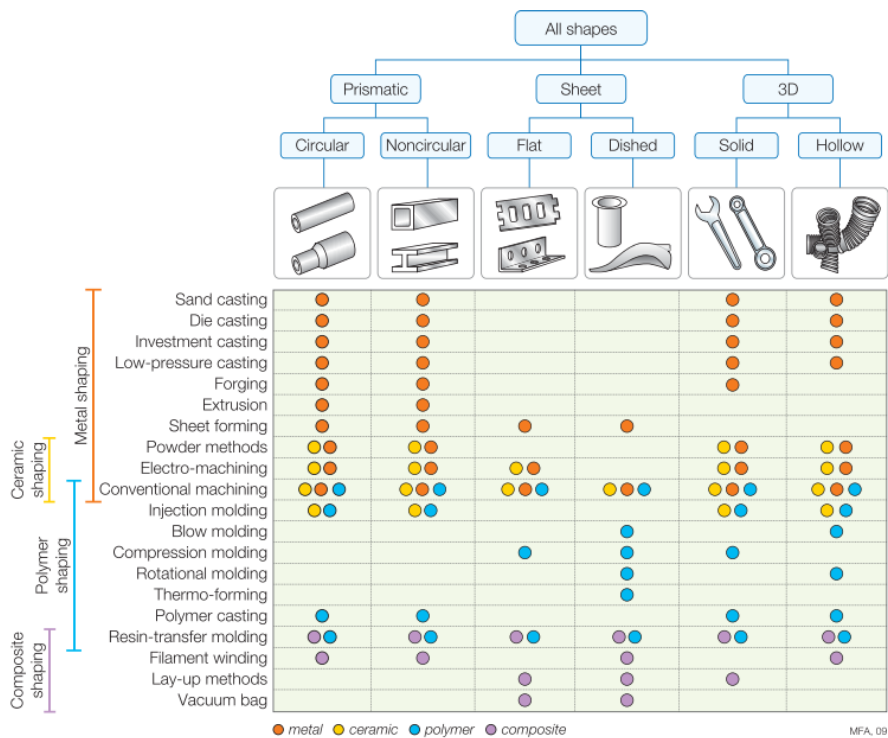 All shapes
Prismatic
Sheet
3D
Circular
Noncircular
Flat
Dished
Solid
Hollow
Metal shaping
Ceramic
shaping
Polymer
shaping
Composite
shaping
Sand casting
Die casting
Investment casting
Low-pressure casting
Forging
Extrusion
Sheet forming
Powder methods
Electro-machining
Conventional machining
Injection molding
Blow molding
Compression molding
Rotational molding
Thermo-forming
Polymer casting
Resin-transfer molding
Filament winding
Lay-up methods
Vacuum bag
metal ceramic polymer composite
MFA, 09